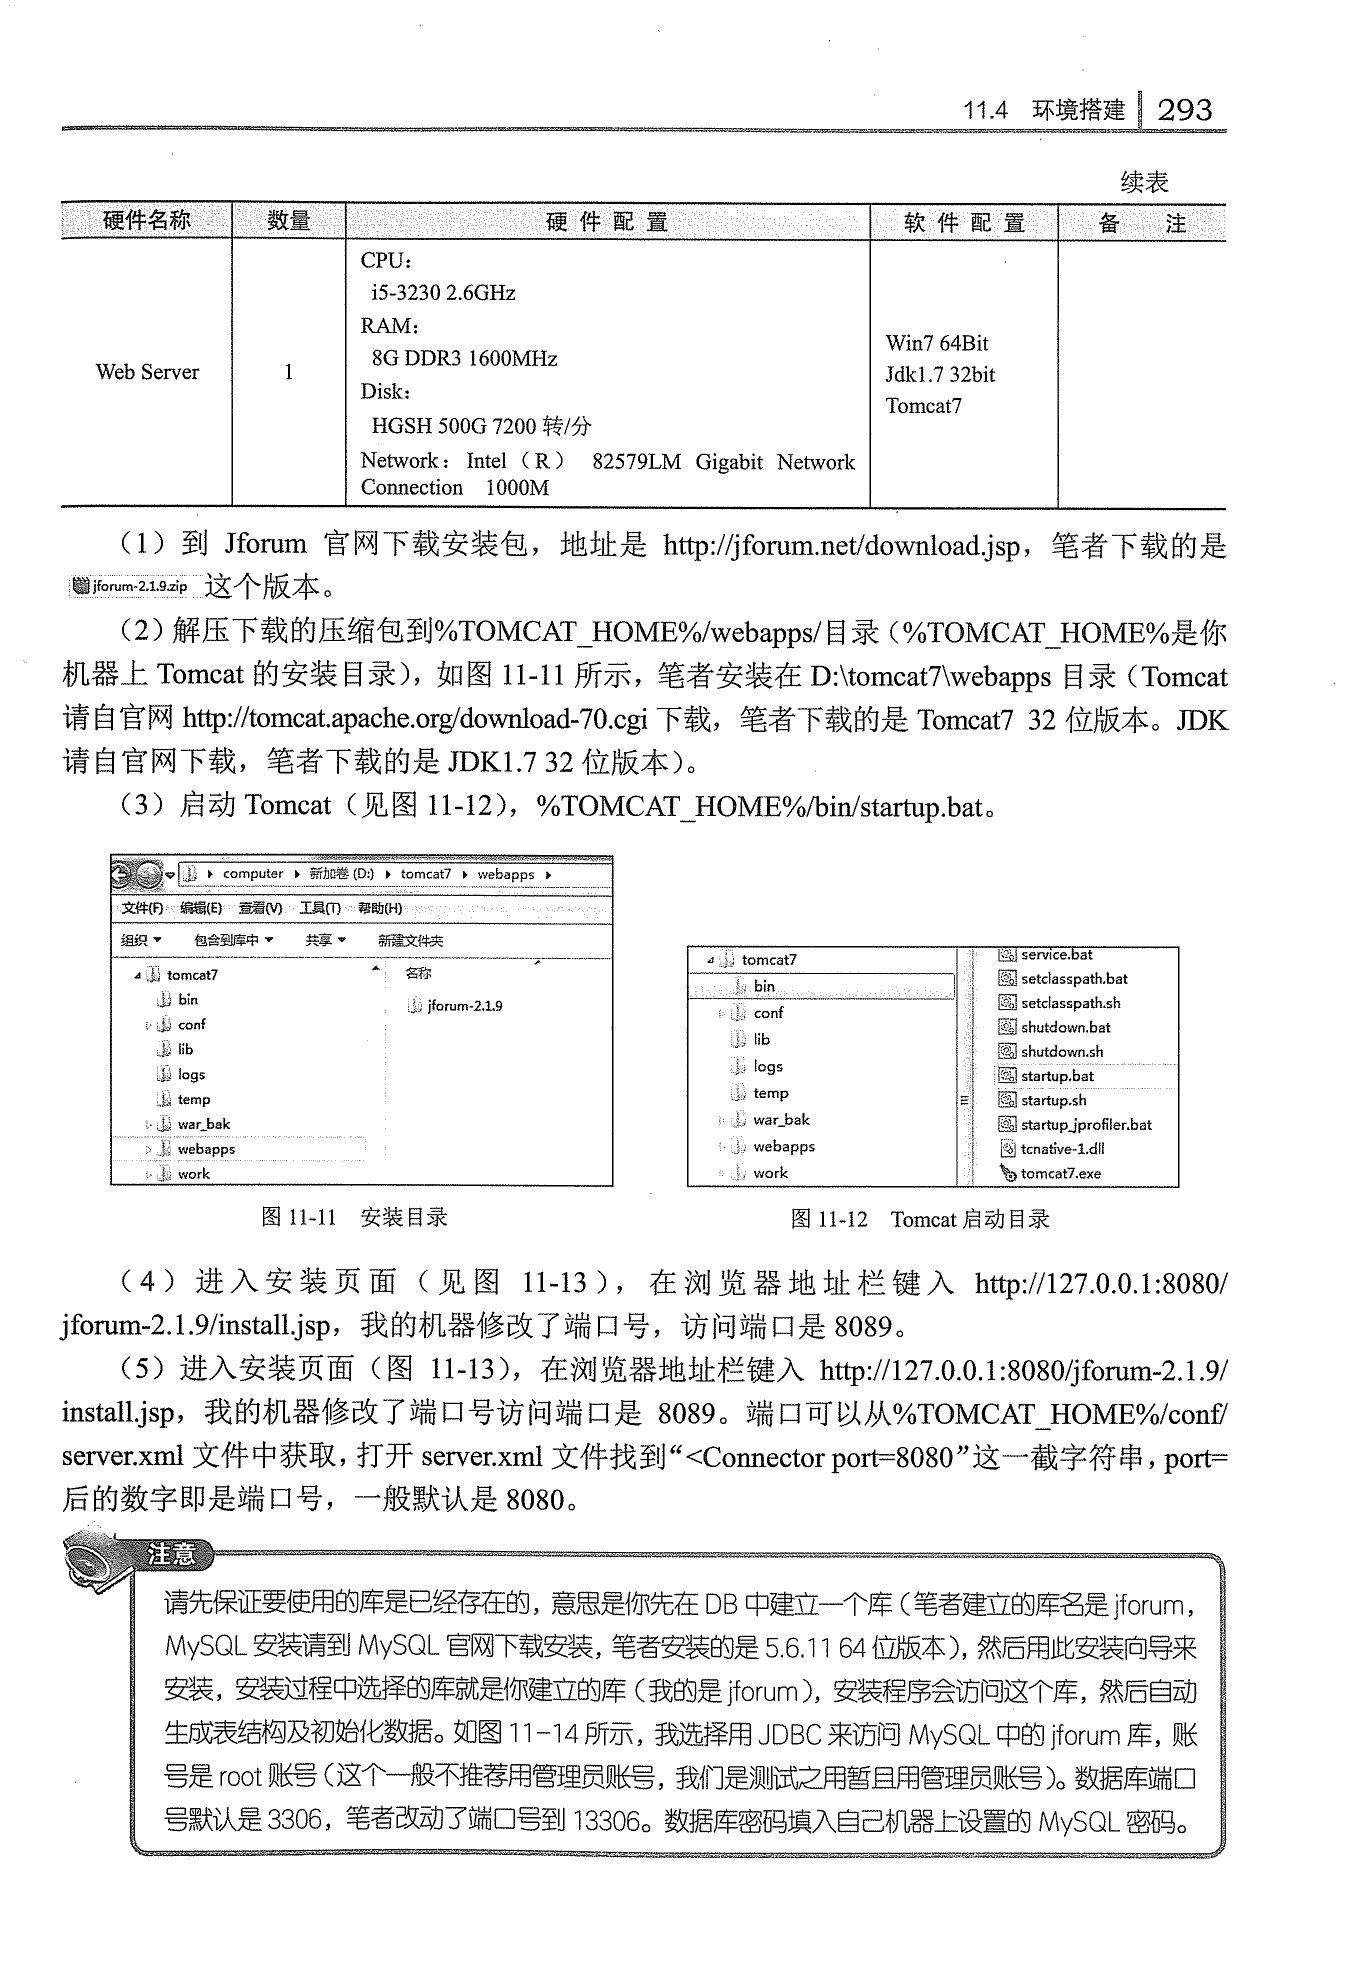 11.4 环境搭建 293
续表
硬件名称 数量 硬件配置 软件配置 备注
CPU:
i5-3230 2.6GHz
RAM:
8G DDR3 1600MHz
Disk:
HGSH 500G 7200 转/分
Network: Intel（R） 82579LM Gigabit Network
Connection 1000M
Web Server 1
Win7 64Bit
Jdk1.7 32bit
Tomcat7
（1）到 Jforum 官网下载安装包，地址是 http://jforum.net/download.jsp，笔者下载的是
jforum-2.1.9.zip 这个版本。
（2）解压下载的压缩包到%TOMCAT_HOME%/webapps/目录（%TOMCAT_HOME%是你
机器上 Tomcat 的安装目录），如图 11-11 所示，笔者安装在 D:\tomcat7\webapps 目录（Tomcat
请自官网 http://tomcat.apache.org/download-70.cgi 下载，笔者下载的是 Tomcat7 32 位版本。JDK
请自官网下载，笔者下载的是 JDK1.7 32 位版本）。
（3）启动 Tomcat（见图 11-12），%TOMCAT_HOME%/bin/startup.bat。
computer 新加卷 (D:) tomcat7 webapps
文件(F) 编辑(E) 查看(V) 工具(T) 帮助(H)
组织 包含到库中 共享 新建文件夹
tomcat7
bin
conf
lib
logs
temp
war_bak
webapps
work
名称
jforum-2.1.9
图 11-11 安装目录
tomcat7
bin
conf
lib
logs
temp
war_bak
webapps
work
service.bat
setclasspath.bat
setclasspath.sh
shutdown.bat
shutdown.sh
startup.bat
startup.sh
startup_jprofiler.bat
tcnative-1.dll
tomcat7.exe
图 11-12 Tomcat 启动目录
（4）进入安装页面（见图 11-13），在浏览器地址栏键入 http://127.0.0.1:8080/
jforum-2.1.9/install.jsp，我的机器修改了端口号，访问端口是 8089。
（5）进入安装页面（图 11-13），在浏览器地址栏键入 http://127.0.0.1:8080/jforum-2.1.9/
install.jsp，我的机器修改了端口号访问端口是 8089。端口可以从%TOMCAT_HOME%/conf/
server.xml 文件中获取，打开 server.xml 文件找到“<Connector port=8080”这一截字符串，port=
后的数字即是端口号，一般默认是 8080。
注意
请先保证要使用的库是已经存在的，意思是你先在 DB 中建立一个库（笔者建立的库名是 jforum，
MySQL 安装请到 MySQL 官网下载安装，笔者安装的是 5.6.11 64 位版本），然后用此安装向导来
安装，安装过程中选择的库就是你建立的库（我的是 jforum），安装程序会访问这个库，然后自动
生成表结构及初始化数据。如图 11-14 所示，我选择用 JDBC 来访问 MySQL 中的 jforum 库，账
号是 root 账号（这个一般不推荐用管理员账号，我们是测试之用暂且用管理员账号）。数据库端口
号默认是 3306，笔者改动了端口号到 13306。数据库密码填入自己机器上设置的 MySQL 密码。